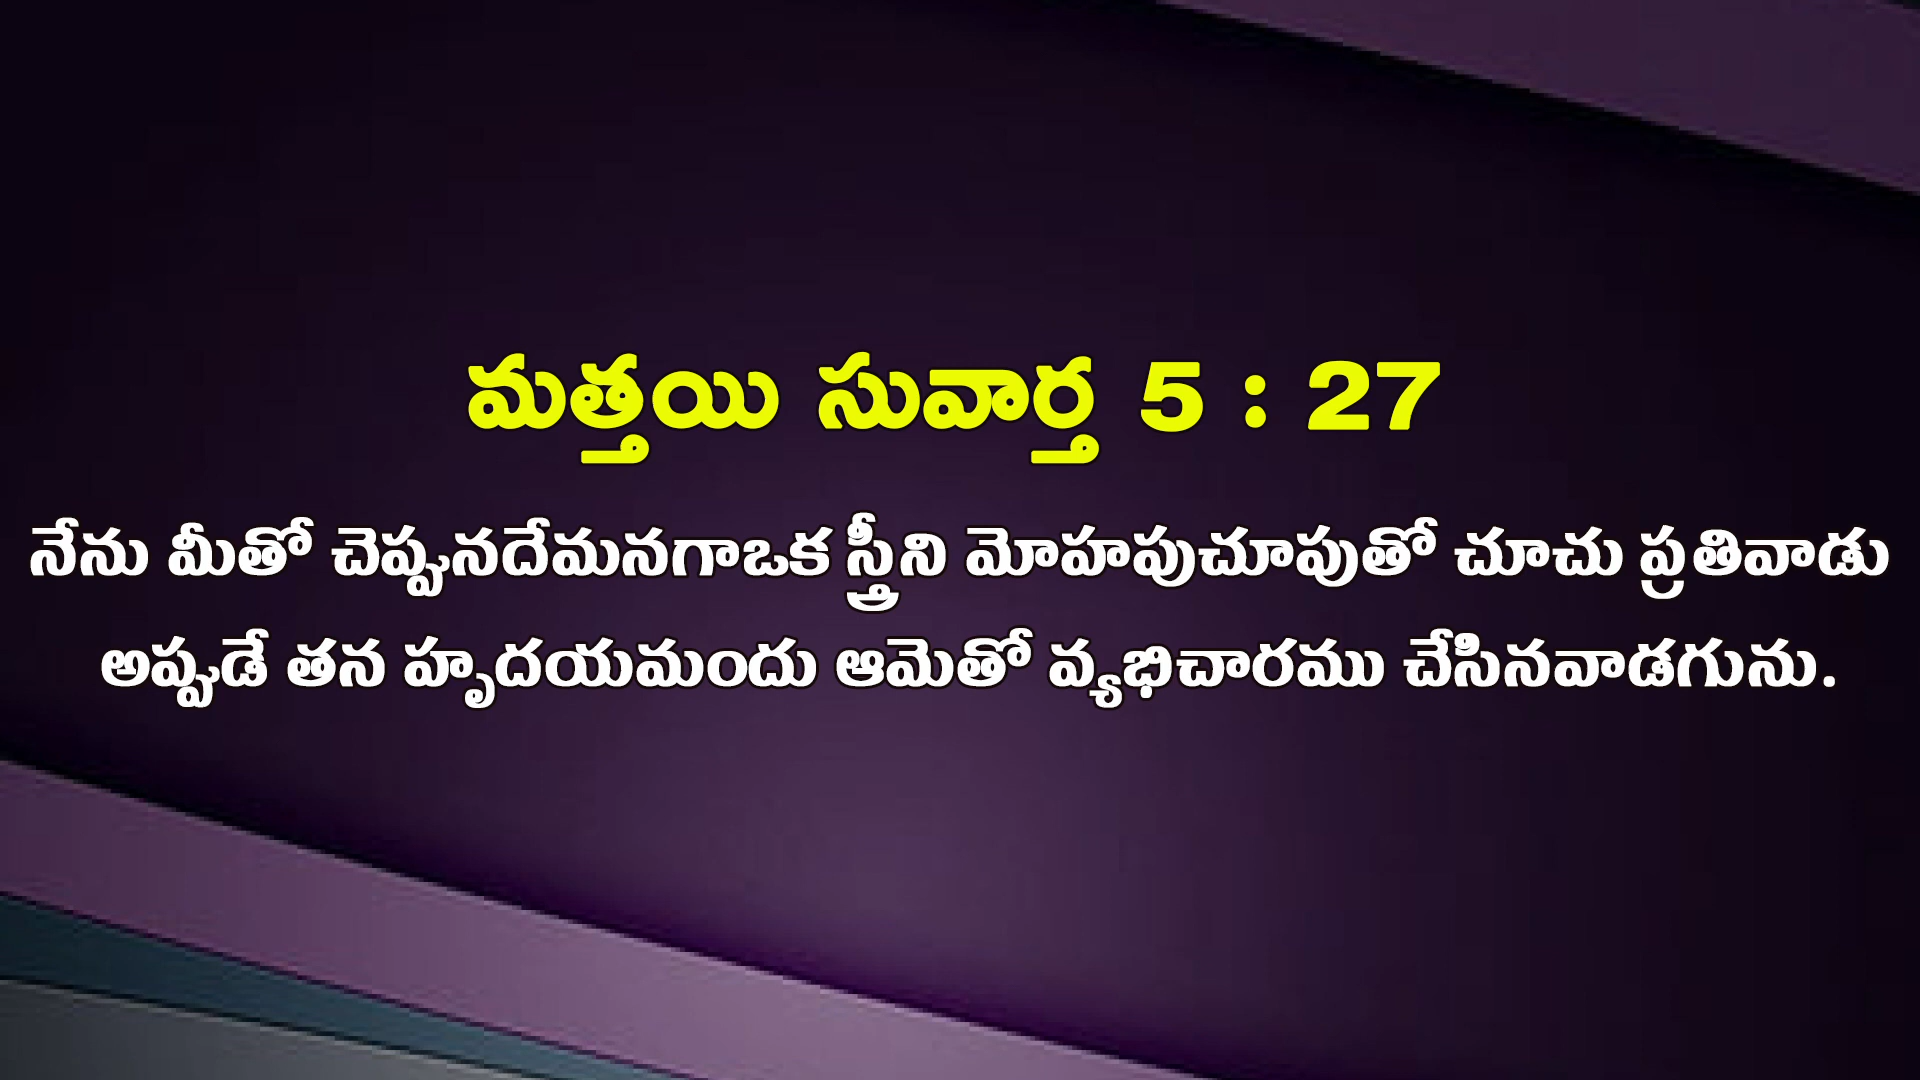 మత్తయి సువార్త 5 : 27
నేను మీతో చెప్పునదేమనగాఒక స్త్రీని మోహపుచూపుతో చూచు ప్రతివాడు
అప్పుడే తన హృదయమందు ఆమెతో వ్యభిచారము చేసినవాడగును.